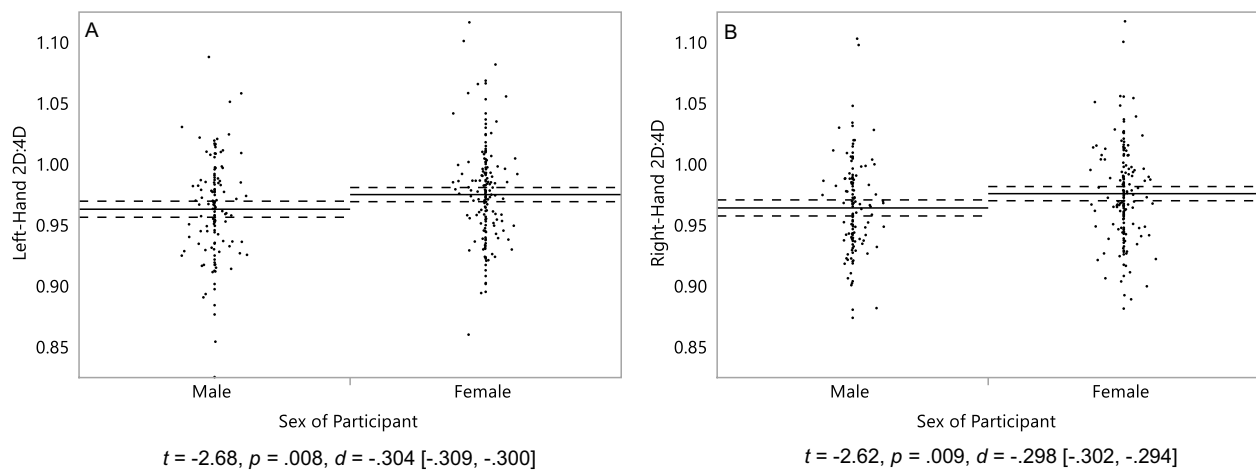 A
1.10
1.05
1.00
0.95
0.90
0.85
Left-Hand 2D:4D
Male
Female
Sex of Participant
t = -2.68, p = .008, d = -.304 [-.309, -.300]
B
1.10
1.05
1.00
0.95
0.90
0.85
Right-Hand 2D:4D
Male
Female
Sex of Participant
t = -2.62, p = .009, d = -.298 [-.302, -.294]